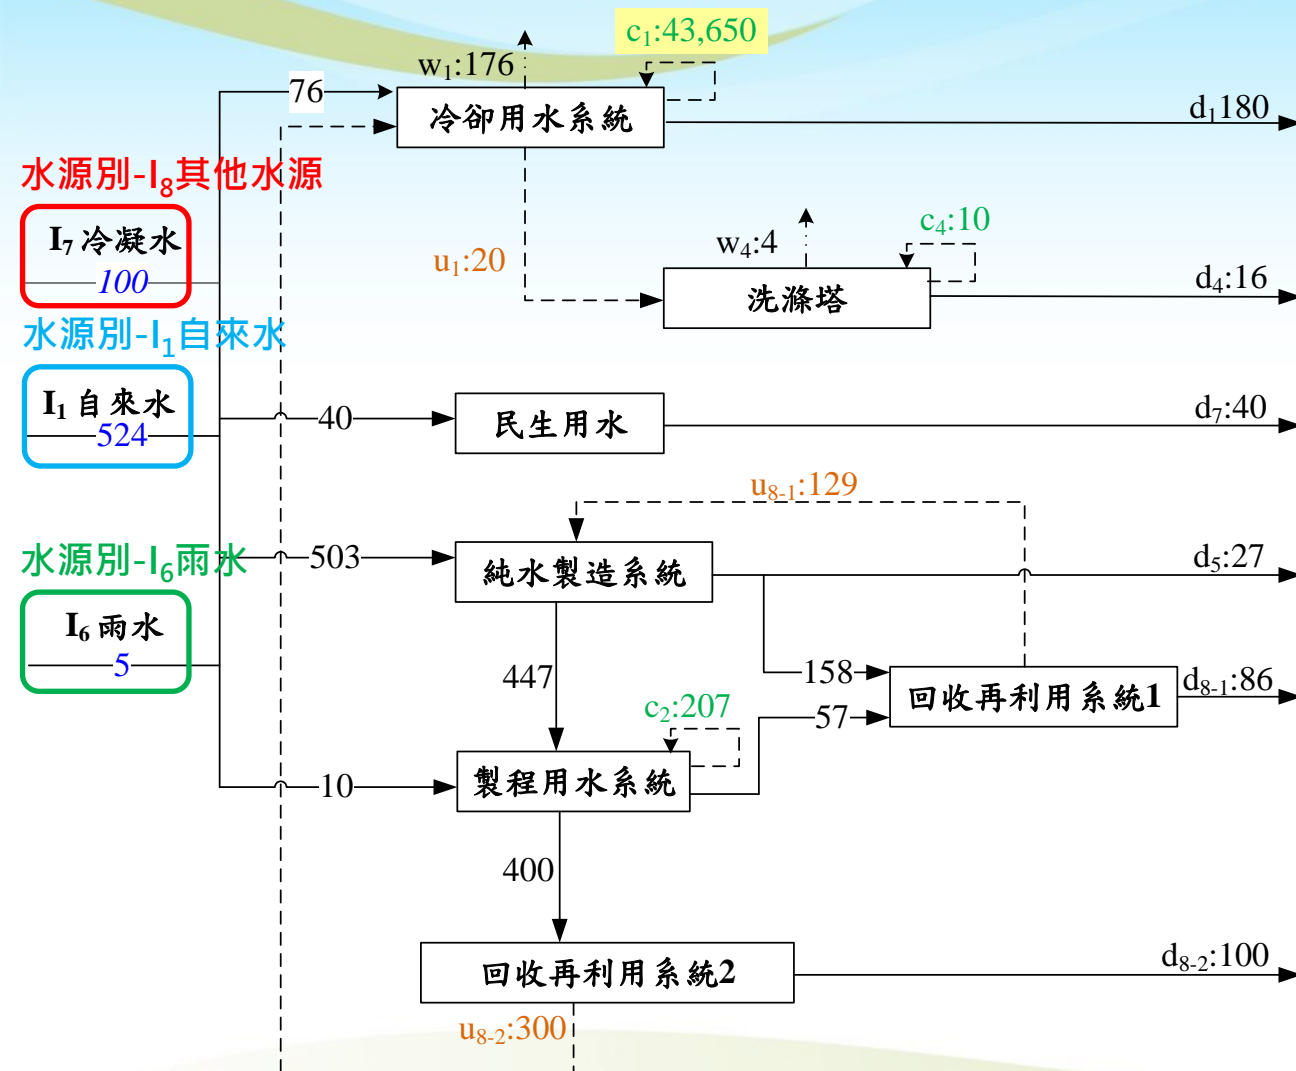 c₁:43,650
w₁:176
76
冷卻用水系統
d₁180
水源別-I₈其他水源
I₇ 冷凝水
100
c₄:10
w₄:4
u₁:20
洗滌塔
d₄:16
水源別-I₁自來水
I₁ 自來水
524
40
民生用水
d₇:40
u₈₋₁:129
水源別-I₆雨水
503
純水製造系統
d₅:27
I₆ 雨水
5
447
158
回收再利用系統1
d₈₋₁:86
c₂:207
57
10
製程用水系統
400
回收再利用系統2
d₈₋₂:100
u₈₋₂:300